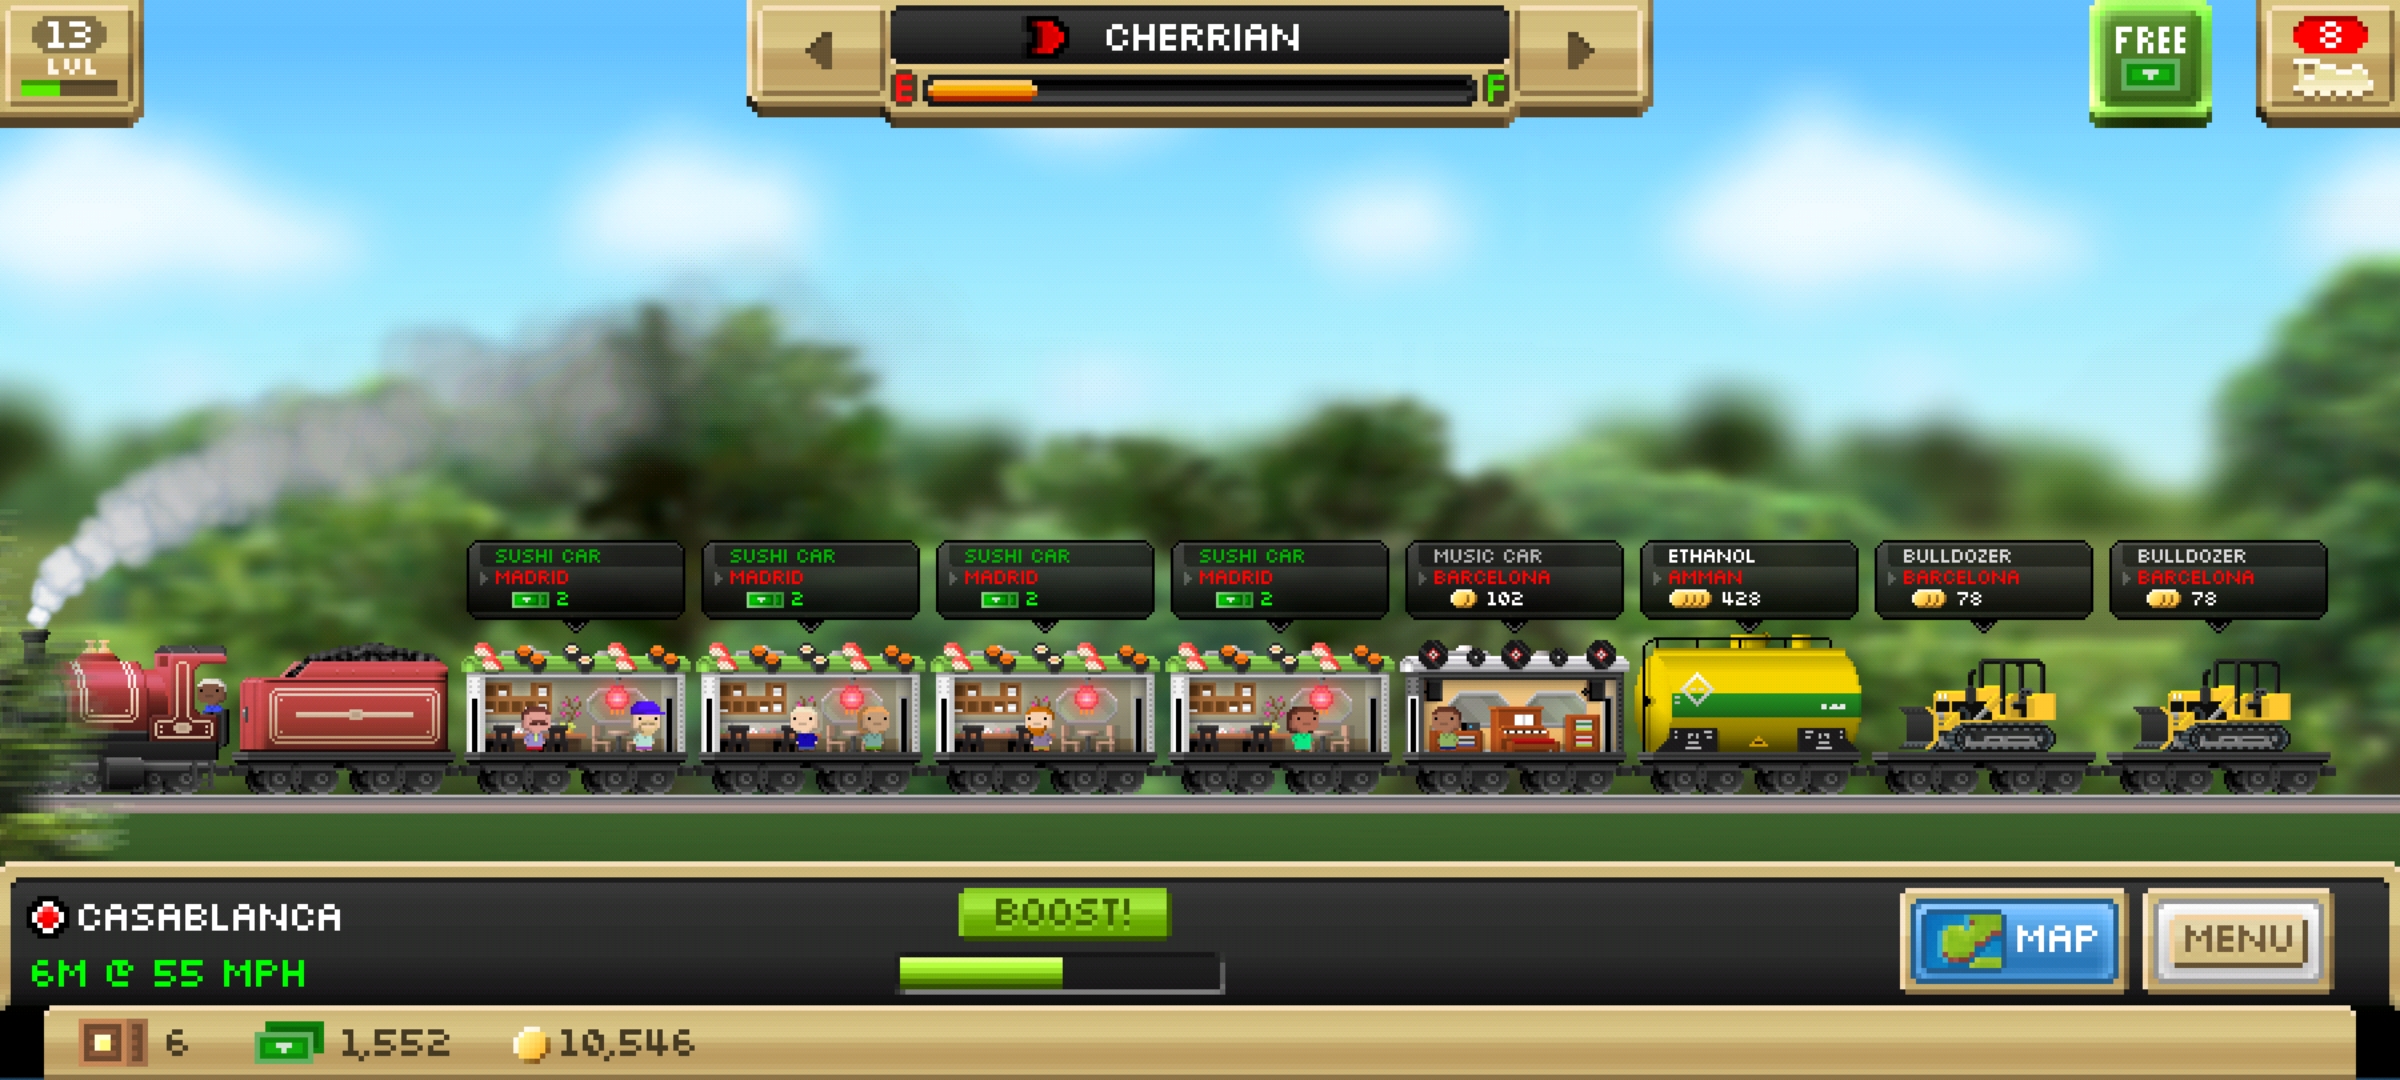 13
LVL
CHERRIAN
E F
FREE
8
SUSHI CAR
MADRID
2
SUSHI CAR
MADRID
2
SUSHI CAR
MADRID
2
SUSHI CAR
MADRID
2
MUSIC CAR
BARCELONA
102
ETHANOL
AMMAN
428
BULLDOZER
BARCELONA
78
BULLDOZER
BARCELONA
78
CASABLANCA
6M @ 55 MPH
BOOST!
MAP
MENU
6 1,552 10,546